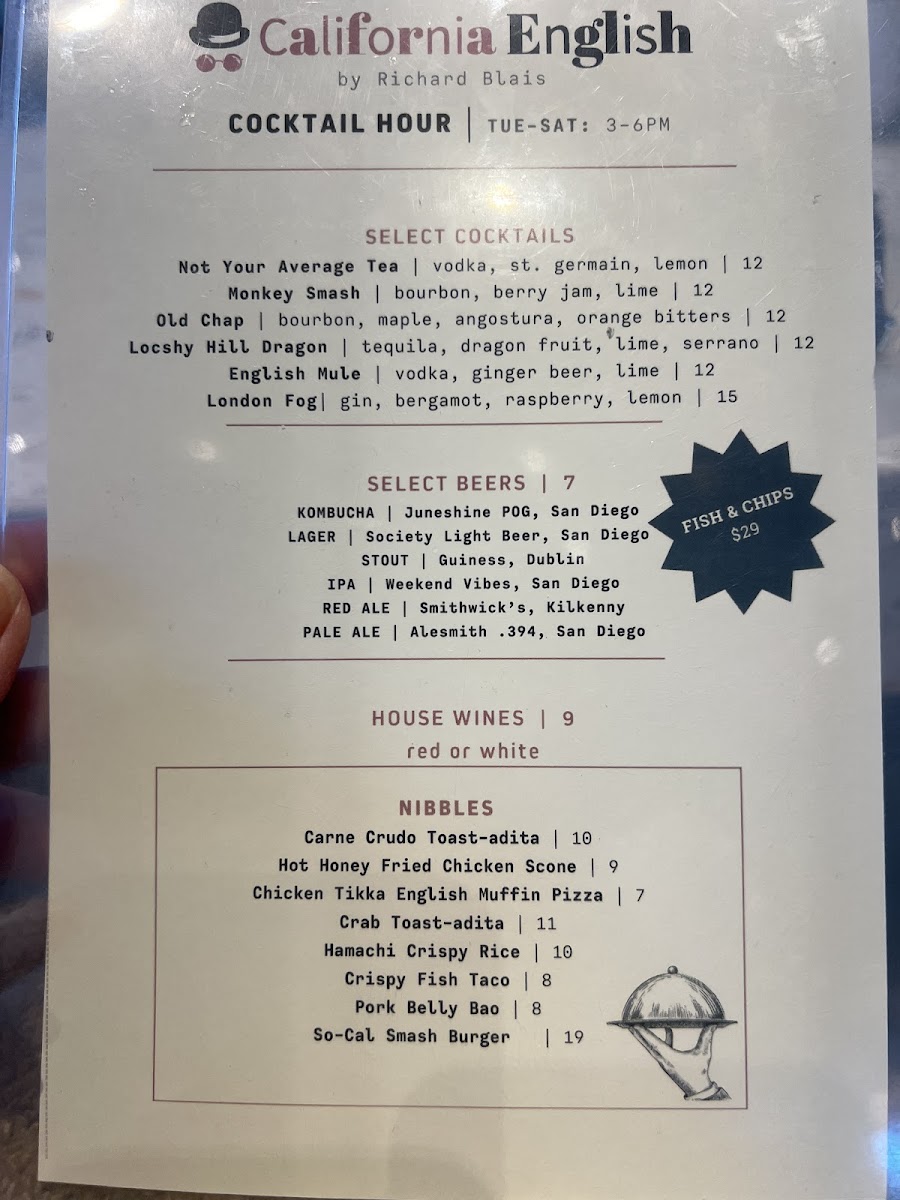 California English
by Richard Blais
COCKTAIL HOUR | TUE-SAT: 3-6PM
SELECT COCKTAILS
Not Your Average Tea | vodka, st. germain, lemon | 12
Monkey Smash | bourbon, berry jam, lime | 12
Old Chap | bourbon, maple, angostura, orange bitters | 12
Locshy Hill Dragon | tequila, dragon fruit, lime, serrano | 12
English Mule | vodka, ginger beer, lime | 12
London Fog| gin, bergamot, raspberry, lemon | 15
SELECT BEERS | 7
KOMBUCHA | Juneshine POG, San Diego
LAGER | Society Light Beer, San Diego
STOUT | Guiness, Dublin
IPA | Weekend Vibes, San Diego
RED ALE | Smithwick's, Kilkenny
PALE ALE | Alesmith .394, San Diego
FISH & CHIPS
$29
HOUSE WINES | 9
red or white
NIBBLES
Carne Crudo Toast-adita | 10
Hot Honey Fried Chicken Scone | 9
Chicken Tikka English Muffin Pizza | 7
Crab Toast-adita | 11
Hamachi Crispy Rice | 10
Crispy Fish Taco | 8
Pork Belly Bao | 8
So-Cal Smash Burger | 19